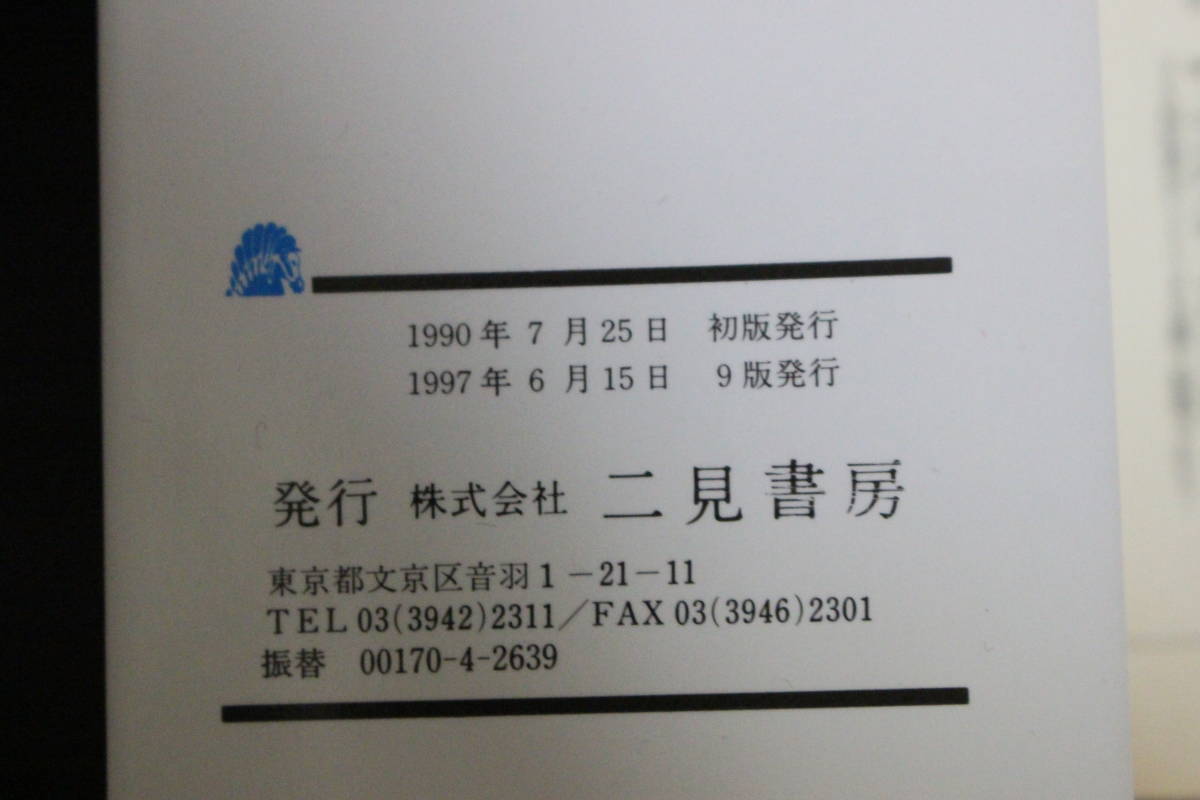 1990年 7 月25日 初版発行
1997年 6 月15日 9版発行
発行 株式会社 二見書房
東京都文京区音羽1－21－11
TEL 03(3942)2311／FAX 03(3946)2301
振替 00170-4-2639